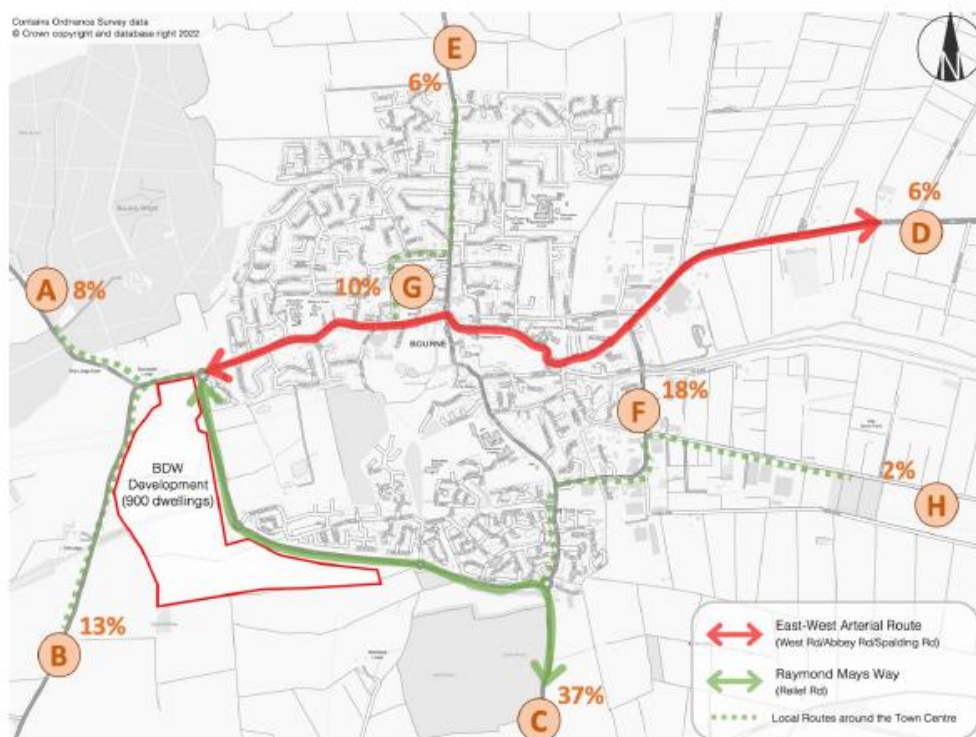 Contains Ordnance Survey data
© Crown copyright and database right 2022
E
6%
N
6%
D
A
8%
10%
G
BOURNE
F
18%
BDW
Development
(900 dwellings)
2%
H
13%
B
37%
C
East-West Arterial Route
(West Rd/Abbey Rd/Spalding Rd)
Raymond Mays Way
(Relief Rd)
Local Routes around the Town Centre